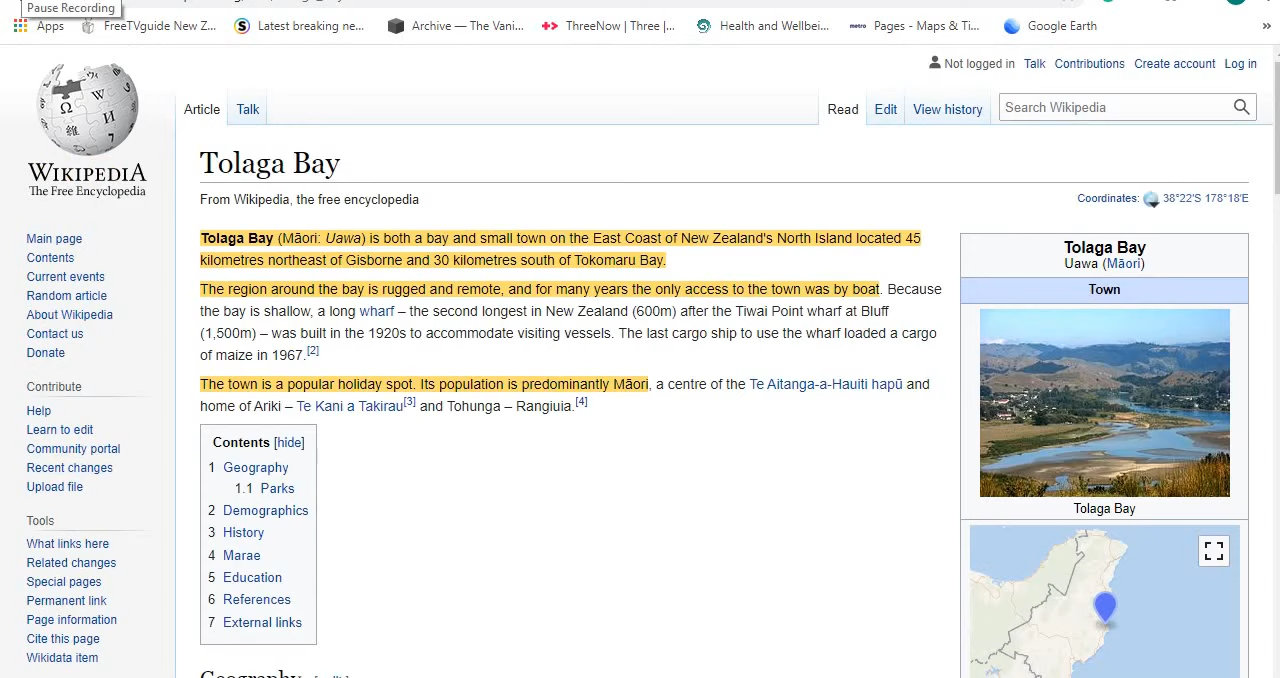 Pause Recording
Apps
FreeTVguide New Z...
Latest breaking ne...
Archive — The Vani...
ThreeNow | Three |...
Health and Wellbei...
metro Pages - Maps & Ti...
Google Earth
»
Not logged in Talk Contributions Create account Log in
Article Talk
Read Edit View history
Search Wikipedia
WIKIPEDIA
The Free Encyclopedia
Tolaga Bay
From Wikipedia, the free encyclopedia
Coordinates: 38°22'S 178°18'E
Tolaga Bay (Māori: Uawa) is both a bay and small town on the East Coast of New Zealand's North Island located 45
kilometres northeast of Gisborne and 30 kilometres south of Tokomaru Bay.
The region around the bay is rugged and remote, and for many years the only access to the town was by boat. Because
the bay is shallow, a long wharf – the second longest in New Zealand (600m) after the Tiwai Point wharf at Bluff
(1,500m) – was built in the 1920s to accommodate visiting vessels. The last cargo ship to use the wharf loaded a cargo
of maize in 1967.[2]
The town is a popular holiday spot. Its population is predominantly Māori, a centre of the Te Aitanga-a-Hauiti hapū and
home of Ariki – Te Kani a Takirau[3] and Tohunga – Rangiuia.[4]
Contents [hide]
1 Geography
1.1 Parks
2 Demographics
3 History
4 Marae
5 Education
6 References
7 External links
Geography
Tolaga Bay
Uawa (Māori)
Town
Tolaga Bay
Main page
Contents
Current events
Random article
About Wikipedia
Contact us
Donate
Contribute
Help
Learn to edit
Community portal
Recent changes
Upload file
Tools
What links here
Related changes
Special pages
Permanent link
Page information
Cite this page
Wikidata item